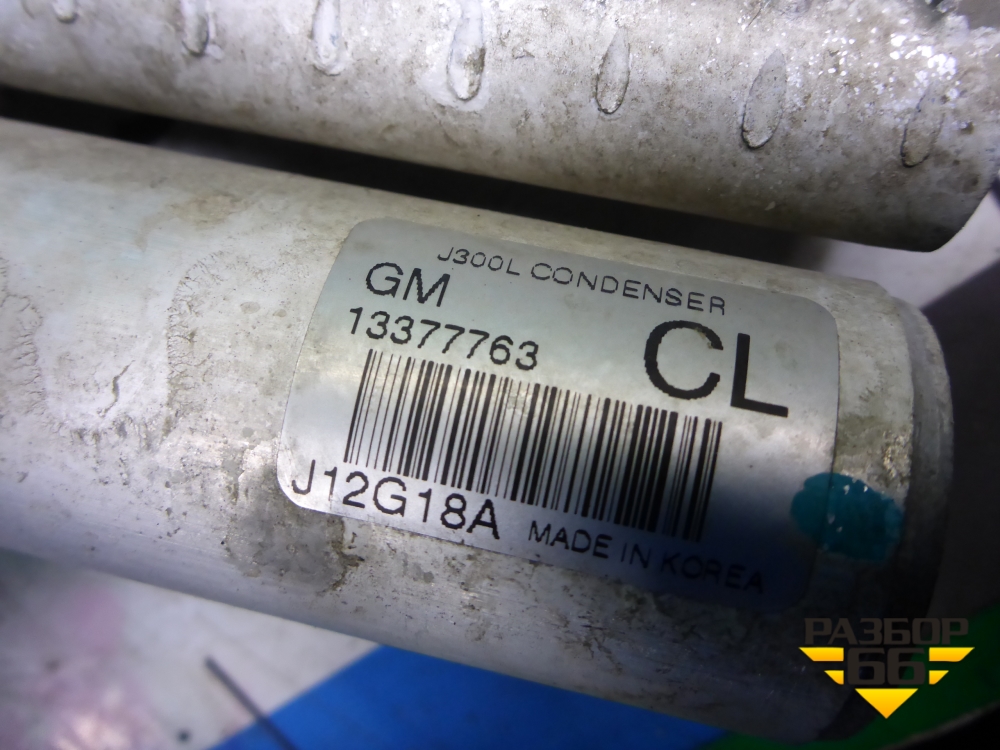 J300L CONDENSER
GM
13377763
CL
J12G18A MADE IN KOREA
РАЗБОР
66